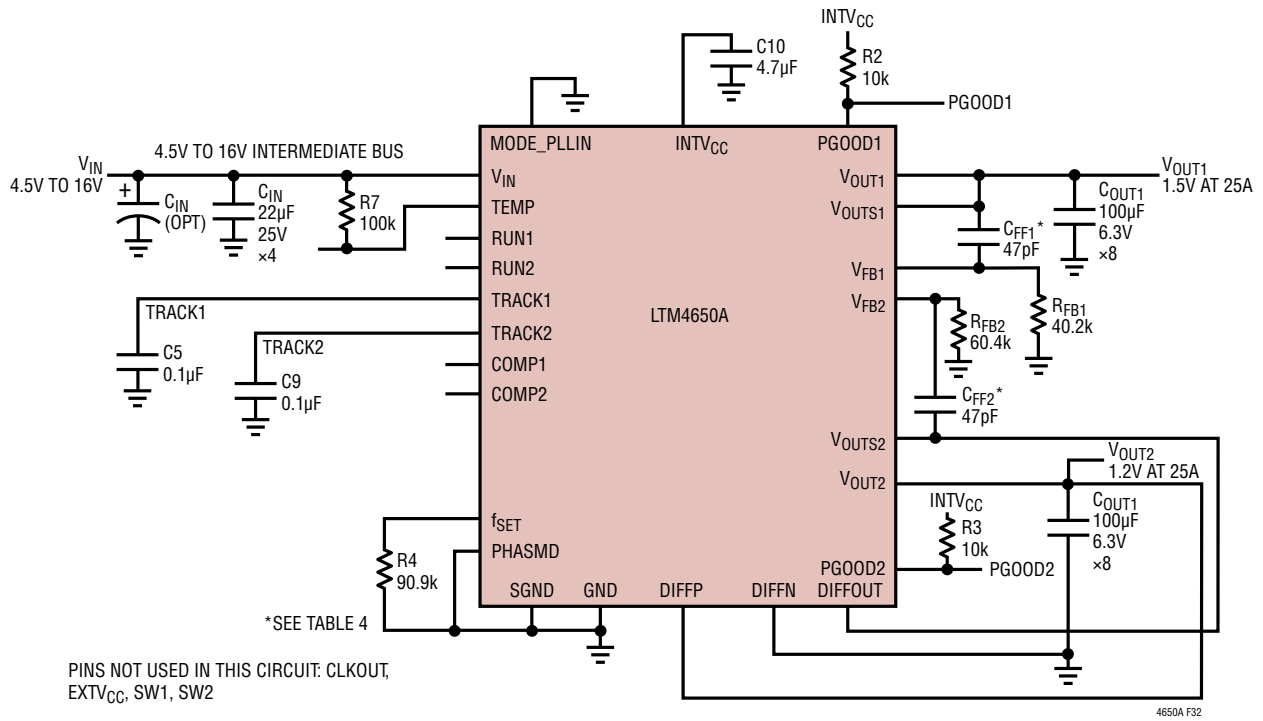 INTVCC
C10
4.7µF
R2
10k
PGOOD1
MODE_PLLIN
INTVCC
PGOOD1
VIN
4.5V TO 16V
4.5V TO 16V INTERMEDIATE BUS
+
CIN
(OPT)
CIN
22µF
25V
×4
R7
100k
VIN
TEMP
RUN1
RUN2
TRACK1
TRACK2
COMP1
COMP2
fSET
PHASMD
SGND
GND
DIFFP
DIFFN
DIFFOUT
LTM4650A
VOUT1
VOUTS1
VFB1
VFB2
VOUTS2
VOUT2
PGOOD2
VOUT1
1.5V AT 25A
COUT1
100µF
6.3V
×8
CFF1*
47pF
RFB1
40.2k
RFB2
60.4k
CFF2*
47pF
TRACK1
C5
0.1µF
TRACK2
C9
0.1µF
VOUT2
1.2V AT 25A
COUT1
100µF
6.3V
×8
INTVCC
R3
10k
PGOOD2
R4
90.9k
*SEE TABLE 4
PINS NOT USED IN THIS CIRCUIT: CLKOUT,
EXTVCC, SW1, SW2
4650A F32